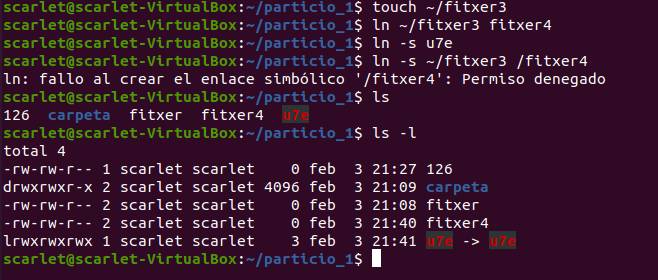 scarlet@scarlet-VirtualBox:~/particio_1$ touch ~/fitxer3
scarlet@scarlet-VirtualBox:~/particio_1$ ln ~/fitxer3 fitxer4
scarlet@scarlet-VirtualBox:~/particio_1$ ln -s u7e
scarlet@scarlet-VirtualBox:~/particio_1$ ln -s ~/fitxer3 /fitxer4
ln: fallo al crear el enlace simbólico '/fitxer4': Permiso denegado
scarlet@scarlet-VirtualBox:~/particio_1$ ls
126  carpeta  fitxer  fitxer4  u7e
scarlet@scarlet-VirtualBox:~/particio_1$ ls -l
total 4
-rw-rw-r-- 1 scarlet scarlet    0 feb  3 21:27 126
drwxrwxr-x 2 scarlet scarlet 4096 feb  3 21:09 carpeta
-rw-rw-r-- 2 scarlet scarlet    0 feb  3 21:08 fitxer
-rw-rw-r-- 2 scarlet scarlet    0 feb  3 21:40 fitxer4
lrwxrwxrwx 1 scarlet scarlet    3 feb  3 21:41 u7e -> u7e
scarlet@scarlet-VirtualBox:~/particio_1$